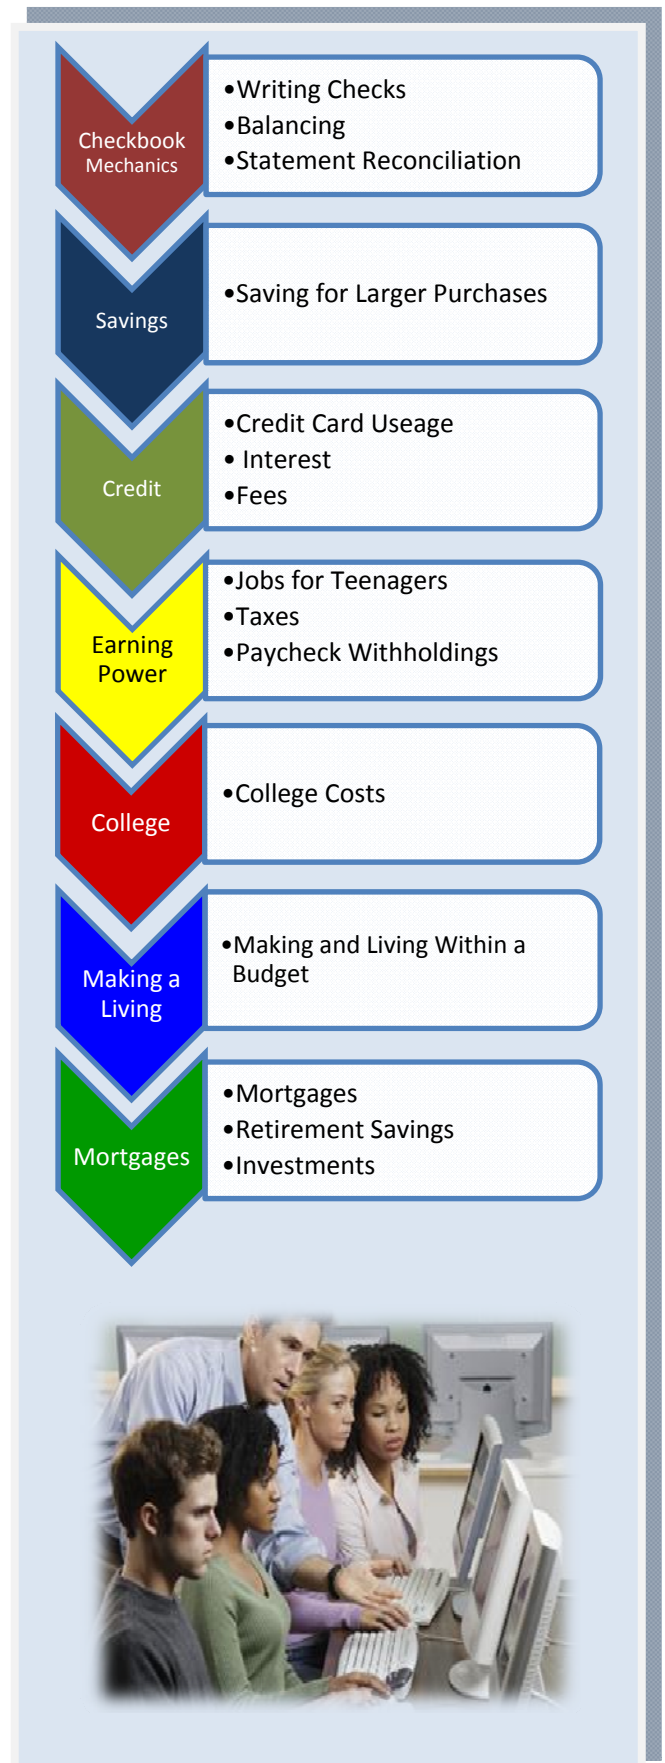 Checkbook
Mechanics
•Writing Checks
•Balancing
•Statement Reconciliation
Savings
•Saving for Larger Purchases
Credit
•Credit Card Useage
• Interest
•Fees
Earning
Power
•Jobs for Teenagers
•Taxes
•Paycheck Withholdings
College
•College Costs
Making a
Living
•Making and Living Within a
Budget
Mortgages
•Mortgages
•Retirement Savings
•Investments